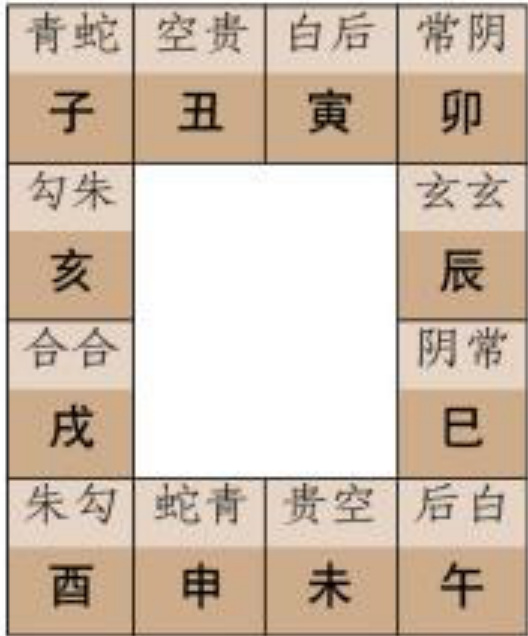 青蛇 空贵 白后 常阴
子 丑 寅 卯
勾朱 玄玄
亥 辰
合合 阴常
戌 巳
朱勾 蛇青 贵空 后白
酉 申 未 午